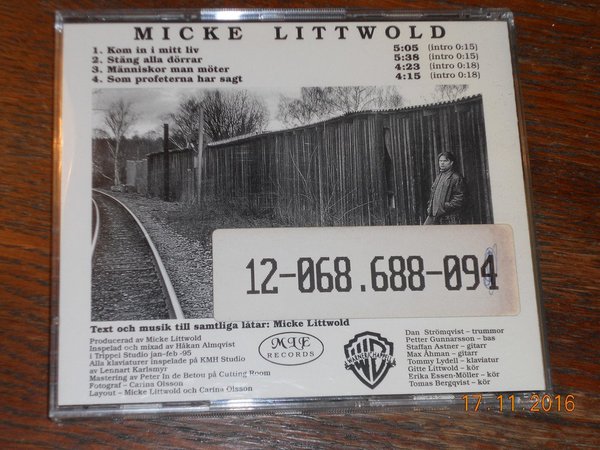 MICKE LITTWOLD
1. Kom in i mitt liv 5:05 (intro 0:15)
2. Stäng alla dörrar 5:38 (intro 0:15)
3. Människor man möter 4:23 (intro 0:18)
4. Som profeterna har sagt 4:15 (intro 0:18)
12-068.688-094
Text och musik till samtliga låtar: Micke Littwold
Producerad av Micke Littwold
Inspelad och mixad av Håkan Almqvist
i Trippel Studio jan-feb -95
Alla klaviaturer inspelade på KMH Studio
av Lennart Karlsmyr
Mastering av Peter In de Betou på Cutting Room
Fotograf - Carina Olsson
Layout - Micke Littwold och Carina Olsson
RECORDS
WARNER CHAPPELL
Dan Strömqvist – trummor
Petter Gunnarsson – bas
Staffan Astner – gitarr
Max Åhman – gitarr
Tommy Lydell – klaviatur
Gitte Littwold – kör
Erika Essen-Möller – kör
Tomas Bergqvist – kör
17.11.2016